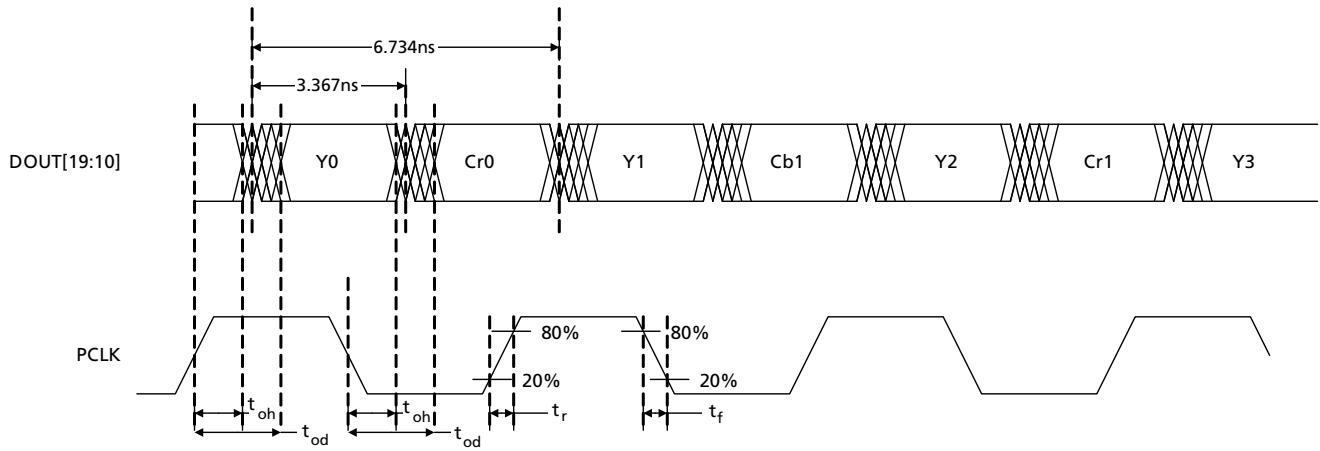 6.734ns
3.367ns
DOUT[19:10] Y0 Cr0 Y1 Cb1 Y2 Cr1 Y3
PCLK
80% 80%
20% 20%
toh toh tr tf
tod tod